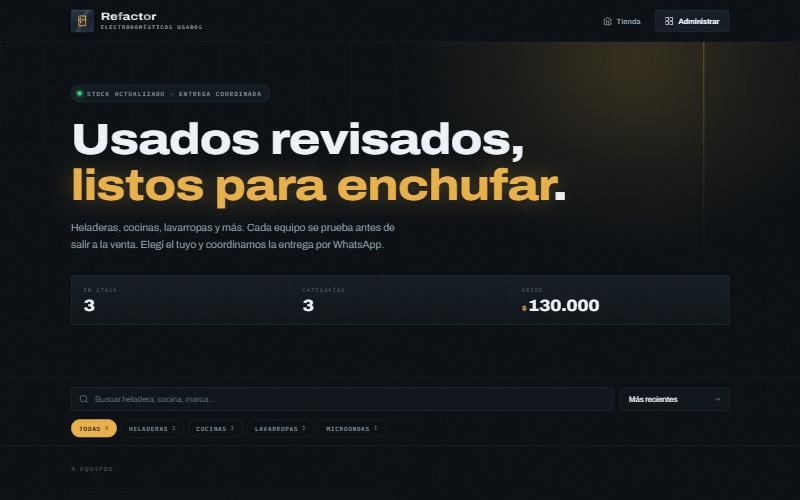 Refactor
ELECTRODOMÉSTICOS USADOS
Tienda
Administrar
STOCK ACTUALIZADO · ENTREGA COORDINADA
Usados revisados,
listos para enchufar.
Heladeras, cocinas, lavarropas y más. Cada equipo se prueba antes de
salir a la venta. Elegí el tuyo y coordinamos la entrega por WhatsApp.
EN STOCK
3
CATEGORÍAS
3
DESDE
$130.000
Buscar heladera, cocina, marca...
Más recientes
TODAS 4
HELADERAS 1
COCINAS 1
LAVARROPAS 1
MICROONDAS 1
4 EQUIPOS